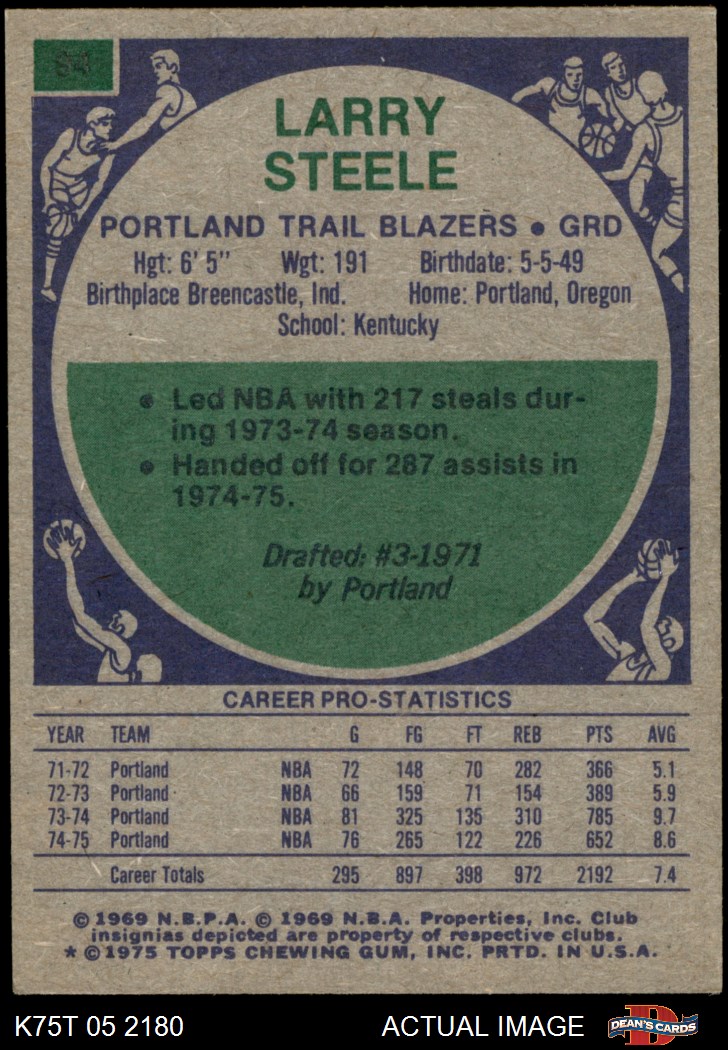 94
LARRY
STEELE
PORTLAND TRAIL BLAZERS • GRD
Hgt: 6' 5" Wgt: 191 Birthdate: 5-5-49
Birthplace Breencastle, Ind. Home: Portland, Oregon
School: Kentucky
• Led NBA with 217 steals dur-
ing 1973-74 season.
• Handed off for 287 assists in
1974-75.
Drafted: #3-1971
by Portland
CAREER PRO-STATISTICS
YEAR TEAM G FG FT REB PTS AVG
71-72 Portland NBA 72 148 70 282 366 5.1
72-73 Portland NBA 66 159 71 154 389 5.9
73-74 Portland NBA 81 325 135 310 785 9.7
74-75 Portland NBA 76 265 122 226 652 8.6
Career Totals 295 897 398 972 2192 7.4
© 1969 N.B.P.A. © 1969 N.B.A. Properties, Inc. Club
insignias depicted are property of respective clubs.
* © 1975 TOPPS CHEWING GUM, INC. PRTD. IN U.S.A.
K75T 05 2180 ACTUAL IMAGE DEAN'S CARDS